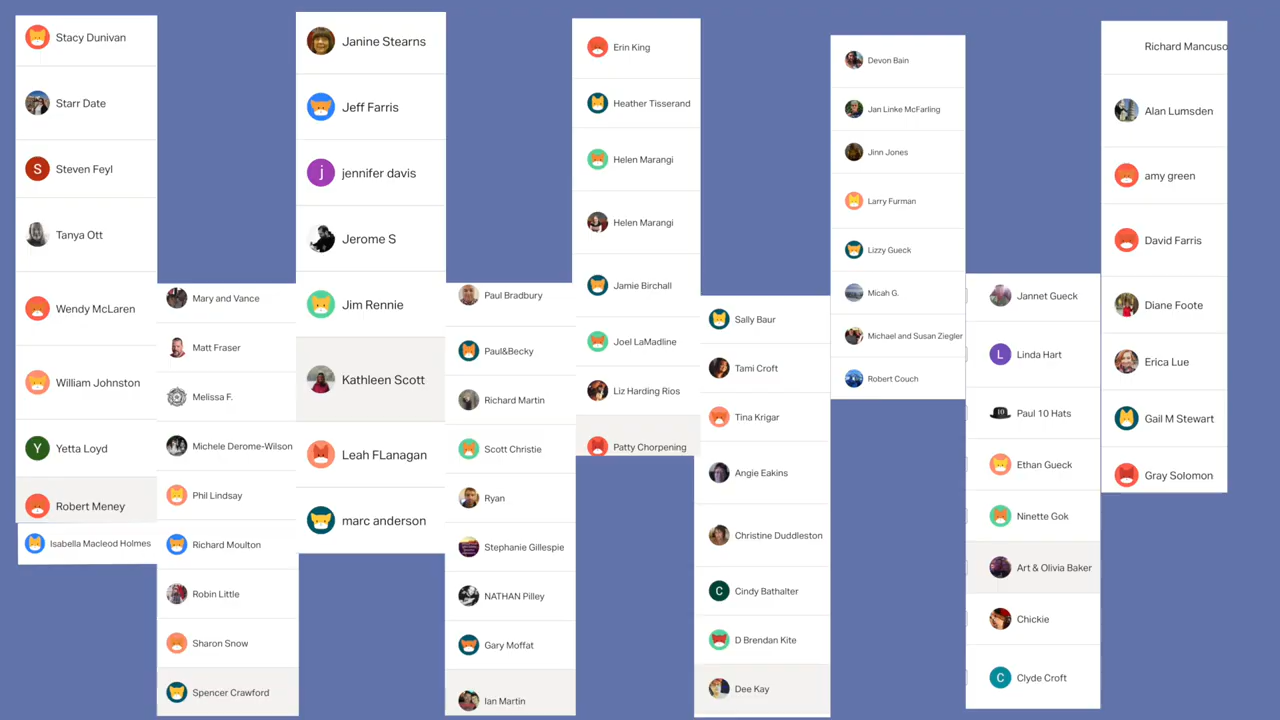 Stacy Dunivan
Starr Date
S
Steven Feyl
Tanya Ott
Wendy McLaren
William Johnston
Y
Yetta Loyd
Robert Meney
Isabella Macleod Holmes
Mary and Vance
Matt Fraser
Melissa F.
Michele Derome-Wilson
Phil Lindsay
Richard Moulton
Robin Little
Sharon Snow
Spencer Crawford
Janine Stearns
Jeff Farris
j
jennifer davis
Jerome S
Jim Rennie
Kathleen Scott
Leah FLanagan
marc anderson
Paul Bradbury
Paul&Becky
Richard Martin
Scott Christie
Ryan
Stephanie Gillespie
NATHAN Pilley
Gary Moffat
Ian Martin
Erin King
Heather Tisserand
Helen Marangi
Helen Marangi
Jamie Birchall
Joel LaMadline
Liz Harding Rios
Patty Chorpening
Sally Baur
Tami Croft
Tina Krigar
Angie Eakins
Christine Duddleston
C
Cindy Bathalter
D Brendan Kite
Dee Kay
Devon Bain
Jan Linke McFarling
Jinn Jones
Larry Furman
Lizzy Gueck
Micah G.
Michael and Susan Ziegler
Robert Couch
Jannet Gueck
L
Linda Hart
10
Paul 10 Hats
Ethan Gueck
Ninette Gok
Art & Olivia Baker
Chickie
C
Clyde Croft
Richard Mancuso
Alan Lumsden
amy green
David Farris
Diane Foote
Erica Lue
Gail M Stewart
Gray Solomon